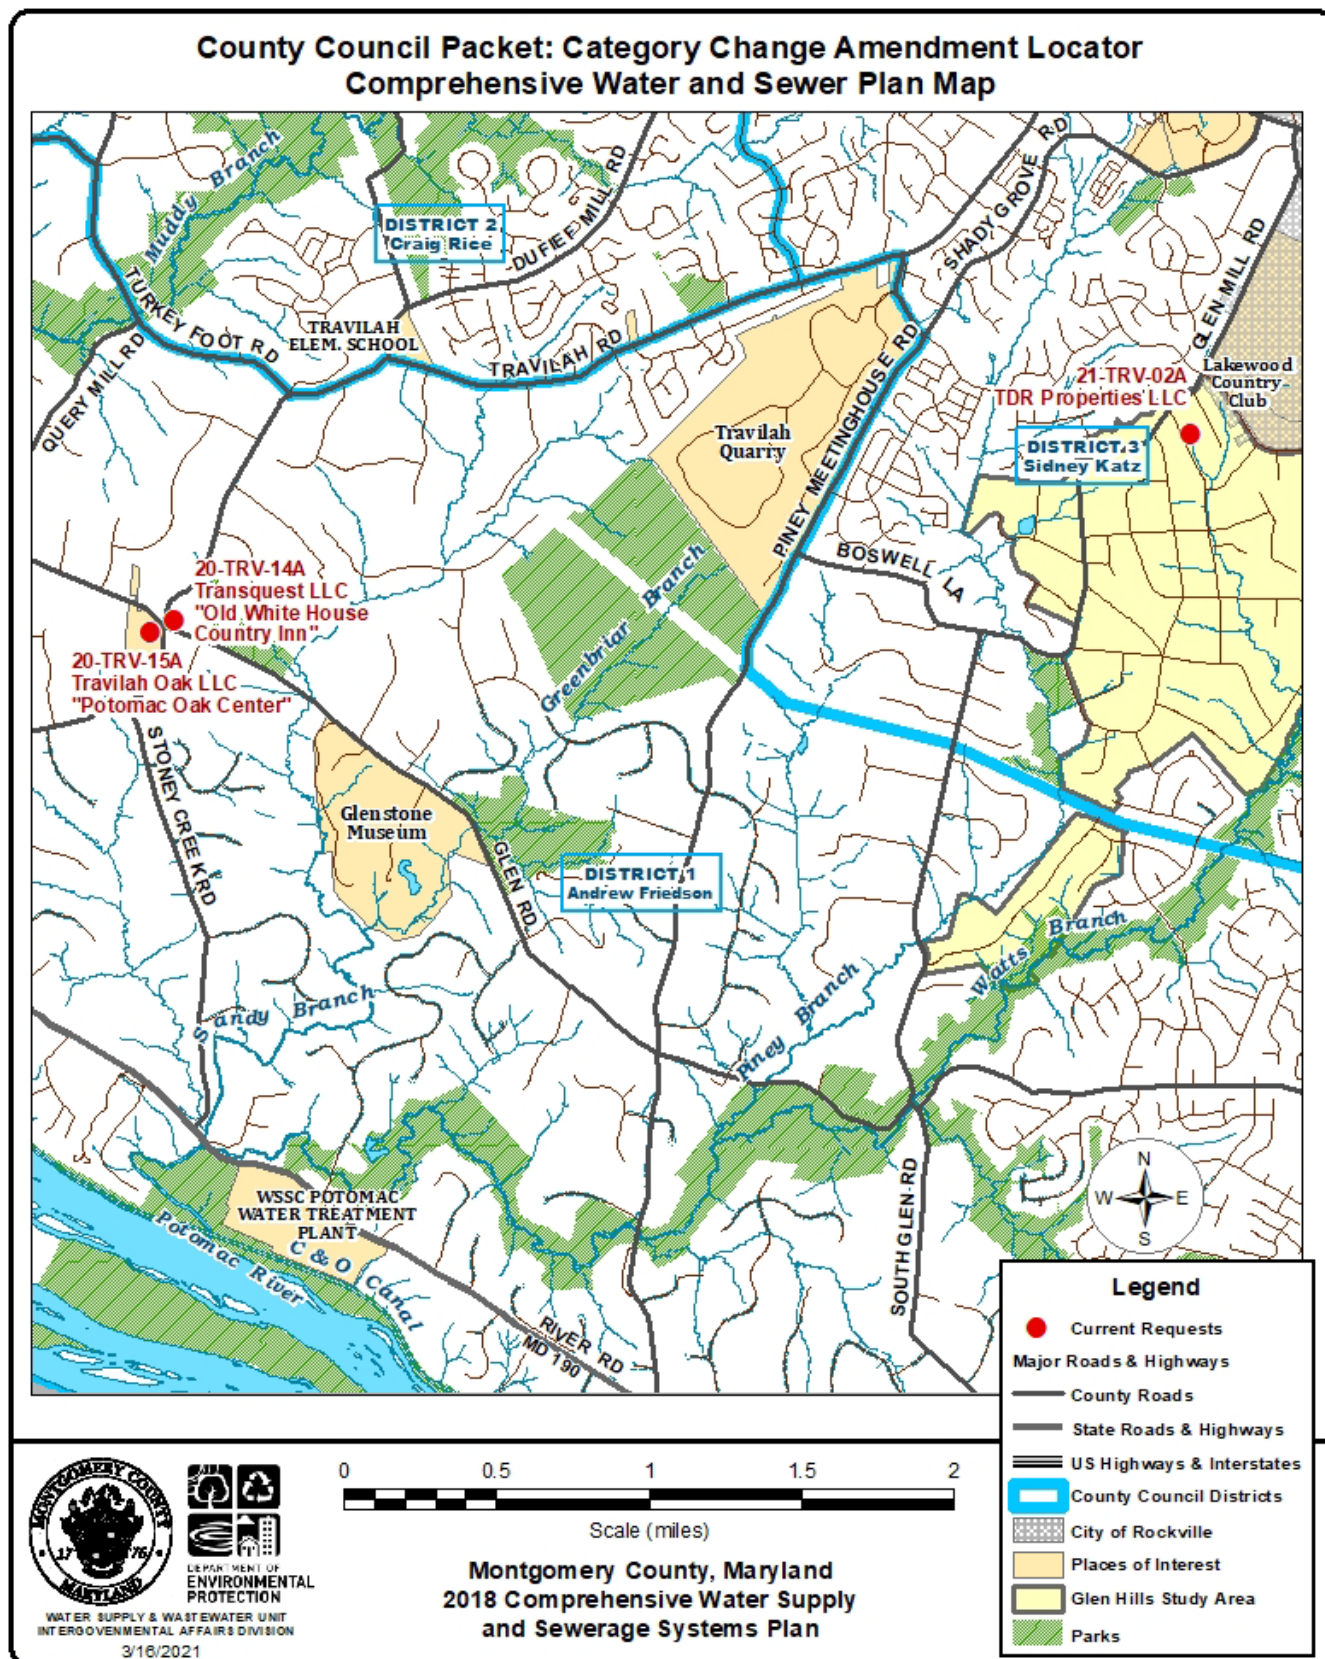 County Council Packet: Category Change Amendment Locator
Comprehensive Water and Sewer Plan Map
Muddy Branch
DISTRICT 2
Craig Rice
DUFIEF MILL RD
SHADY GROVE RD
GLEN MILL RD
TURKEY FOOT RD
TRAVILAH
ELEM. SCHOOL
TRAVILAH RD
QUERY MILL RD
PINEY MEETINGHOUSE RD
Lakewood
Country
Club
21-TRV-02A
TDR Properties LLC
Travilah
Quarry
DISTRICT 3
Sidney Katz
BOSWELL LA
20-TRV-14A
Transquest LLC
"Old White House
Country Inn"
Greenbriar Branch
20-TRV-15A
Travilah Oak LLC
"Potomac Oak Center"
STONEY CREEK RD
Glenstone
Museum
GLEN RD
DISTRICT 1
Andrew Friedson
Watts Branch
Sandy Branch
Piney Branch
WSSC POTOMAC
WATER TREATMENT
PLANT
C & O Canal
Potomac River
SOUTH GLEN RD
RIVER RD
MD 190
N
W E
S
Legend
Current Requests
Major Roads & Highways
County Roads
State Roads & Highways
US Highways & Interstates
County Council Districts
City of Rockville
Places of Interest
Glen Hills Study Area
Parks
MONTGOMERY COUNTY
17 76
MARYLAND
DEPARTMENT OF
ENVIRONMENTAL
PROTECTION
WATER SUPPLY & WASTEWATER UNIT
INTERGOVENMENTAL AFFAIRS DIVISION
3/16/2021
0 0.5 1 1.5 2
Scale (miles)
Montgomery County, Maryland
2018 Comprehensive Water Supply
and Sewerage Systems Plan